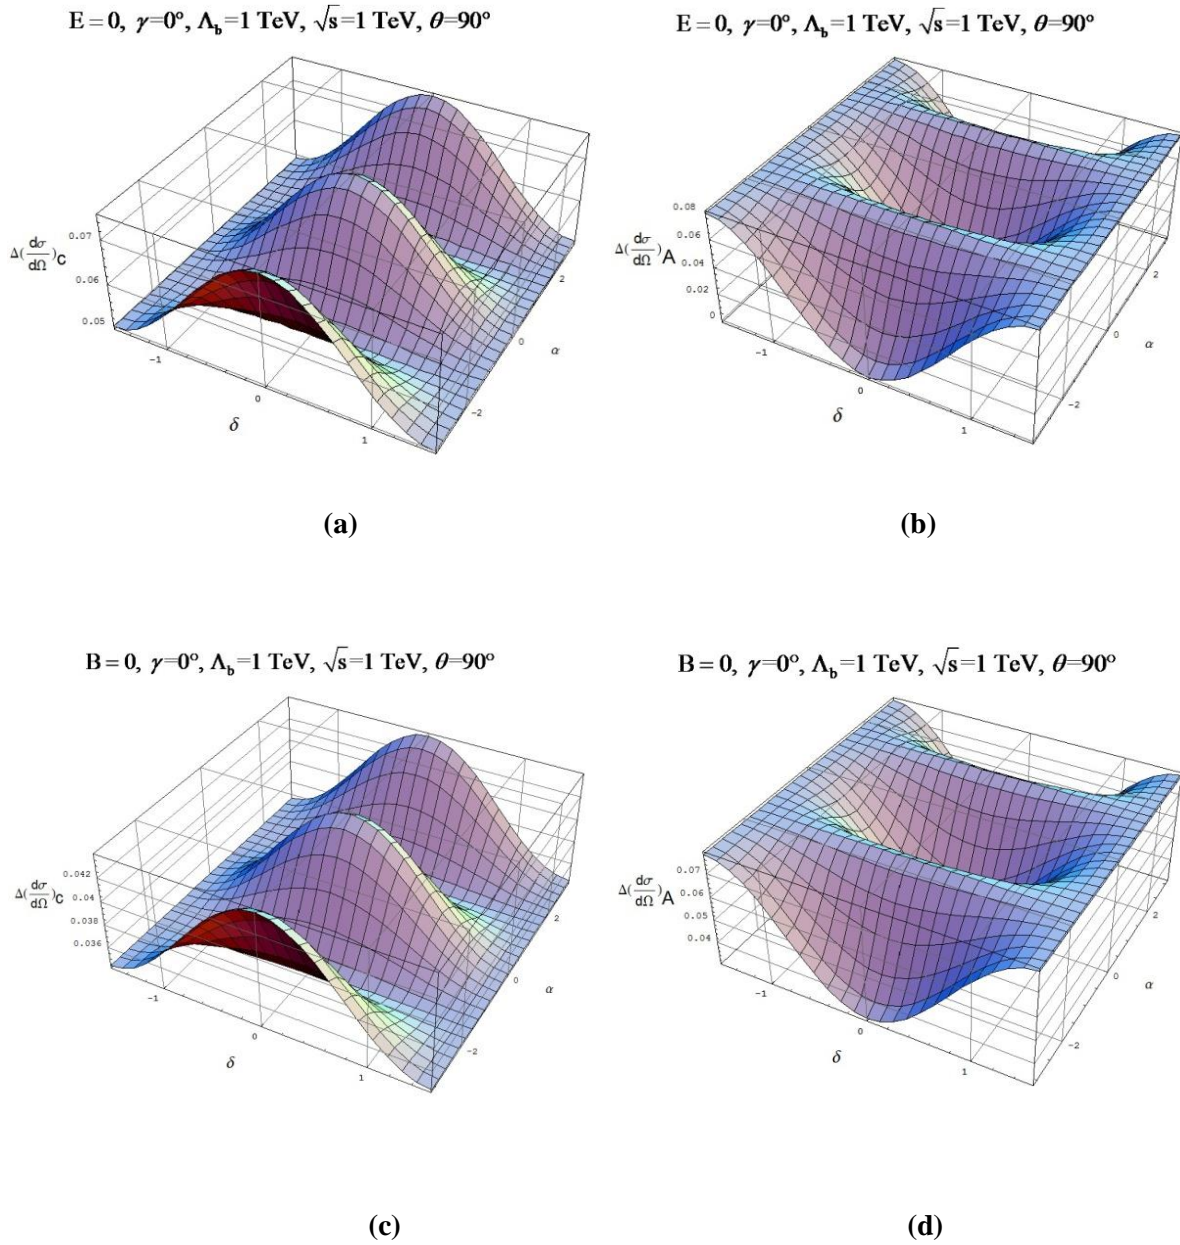 E = 0, γ=0°, Λb=1 TeV, √s=1 TeV, θ=90°
E = 0, γ=0°, Λb=1 TeV, √s=1 TeV, θ=90°
Δ(dσ/dΩ)C
0.07
0.06
0.05
-1
0
1
δ
-2
0
2
α
Δ(dσ/dΩ)A
0.08
0.06
0.04
0.02
0
-1
0
1
δ
-2
0
2
α
(a)
(b)
B = 0, γ=0°, Λb=1 TeV, √s=1 TeV, θ=90°
B = 0, γ=0°, Λb=1 TeV, √s=1 TeV, θ=90°
Δ(dσ/dΩ)C
0.042
0.04
0.038
0.036
-1
0
1
δ
-2
0
2
α
Δ(dσ/dΩ)A
0.07
0.06
0.05
0.04
-1
0
1
δ
-2
0
2
α
(c)
(d)